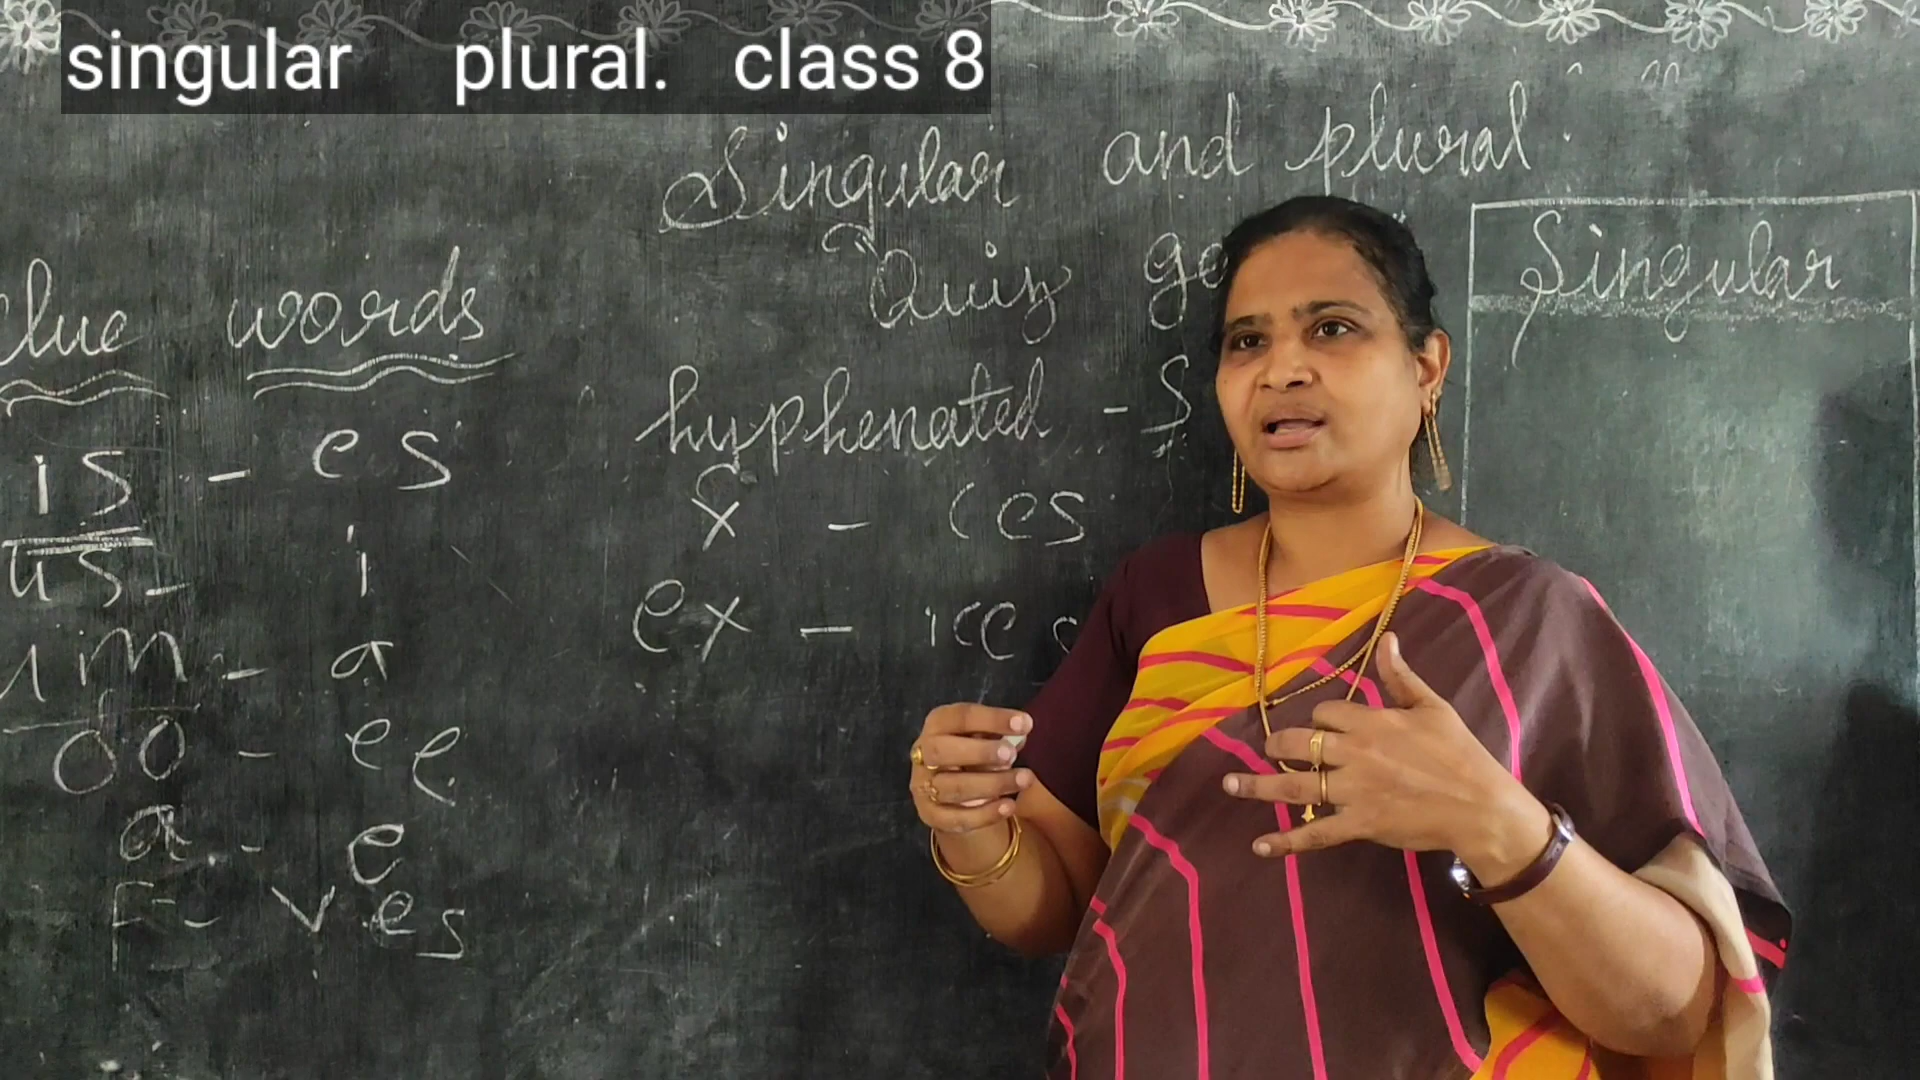 singular plural. class 8
Singular and plural.
Quiz
Singular
lue words
hyphenated - s
is - es
x - ces
us - i
ex - ices
um - a
oo - ee
a - e
F - ves